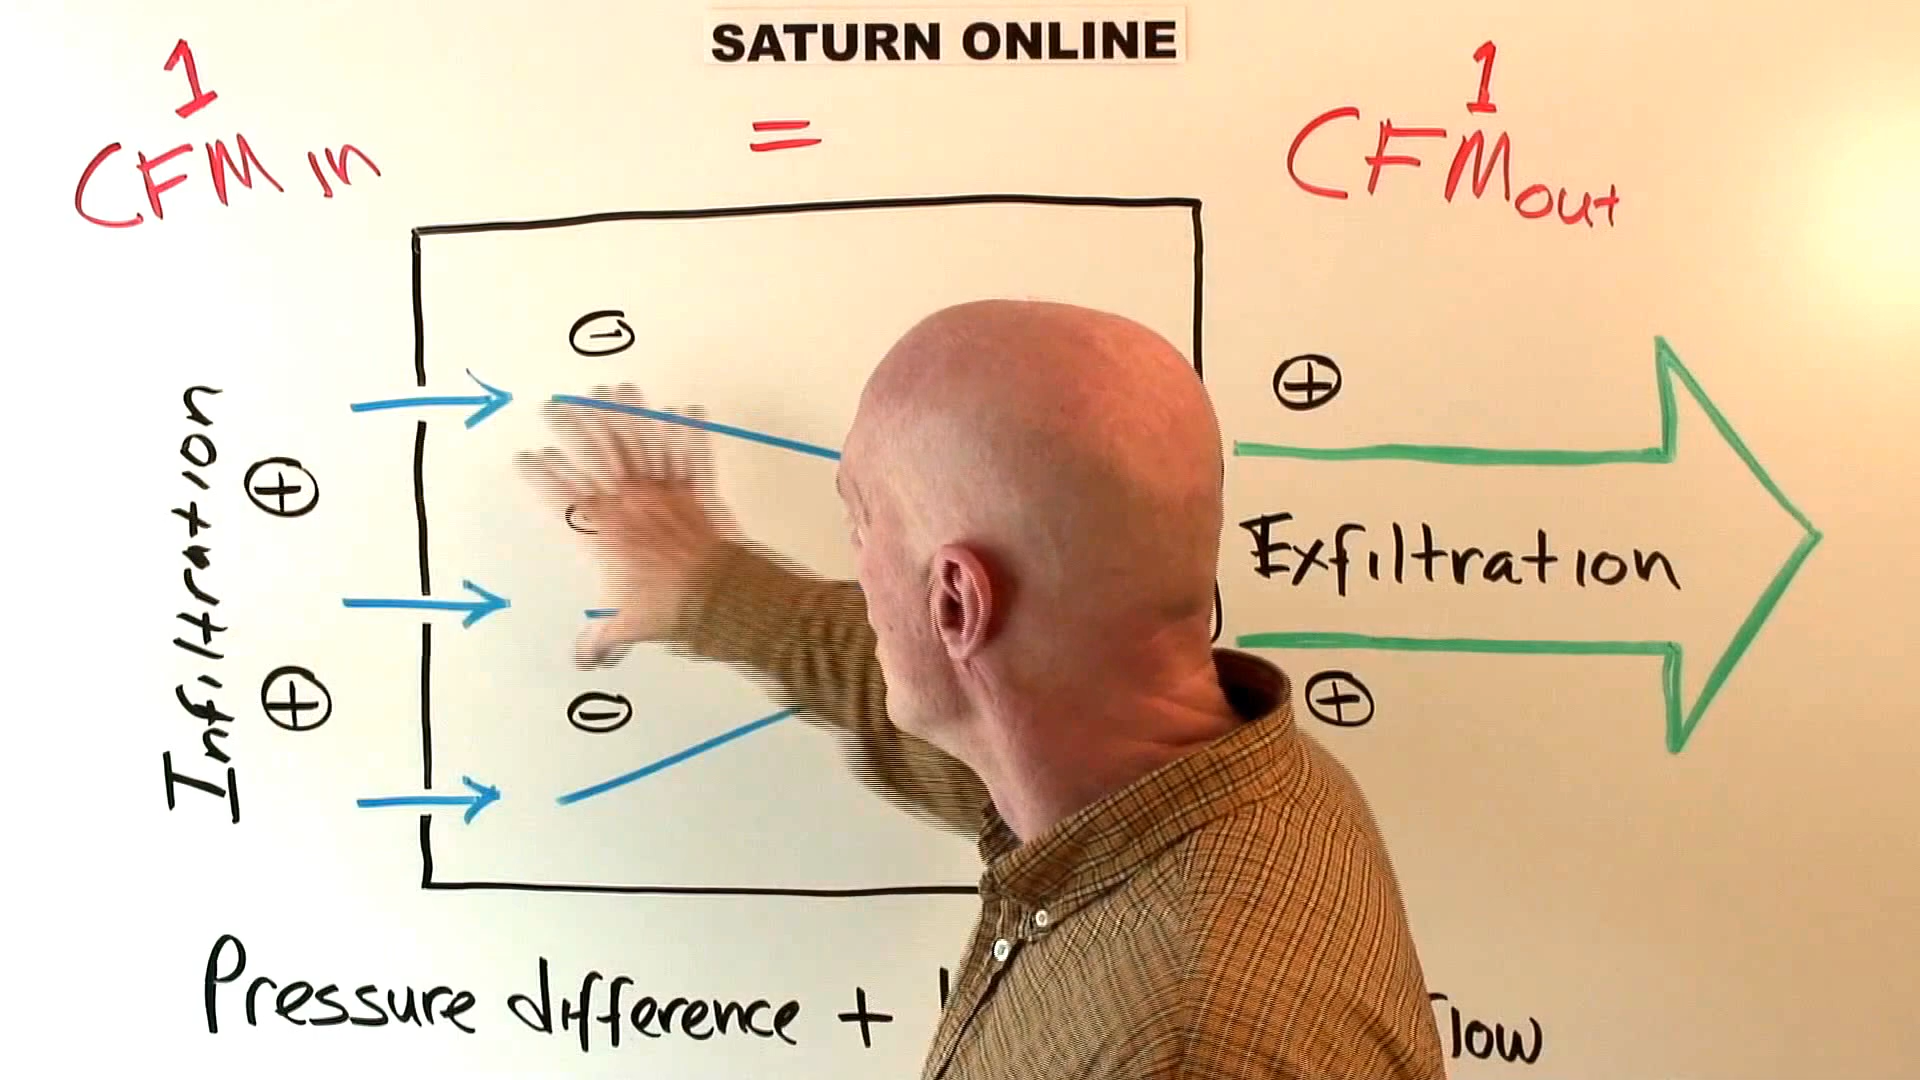 SATURN ONLINE
1
CFM in
=
1
CFM out
Infiltration
Exfiltration
Pressure difference +
low